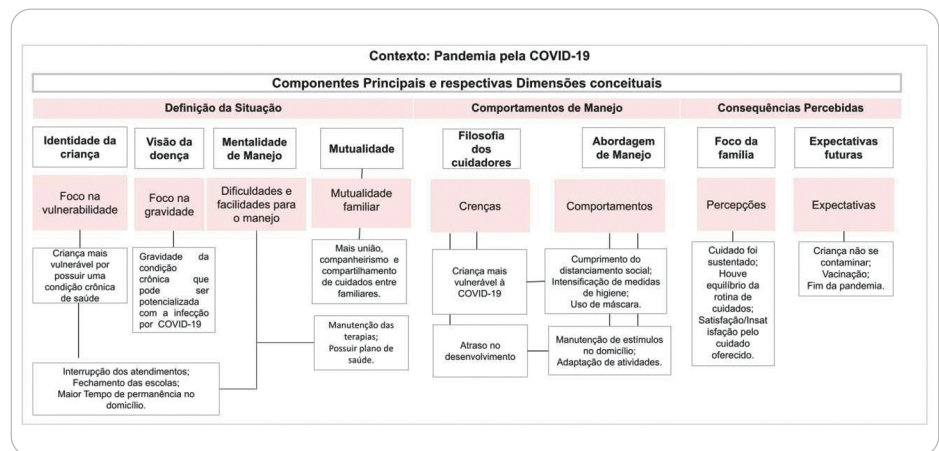 Contexto: Pandemia pela COVID-19
Componentes Principais e respectivas Dimensões conceituais
Definição da Situação
Comportamentos de Manejo
Consequências Percebidas
Identidade da
criança
Visão da
doença
Mentalidade
de Manejo
Mutualidade
Filosofia
dos
cuidadores
Abordagem
de Manejo
Foco da
família
Expectativas
futuras
Foco na
vulnerabilidade
Foco na
gravidade
Dificuldades e
facilidades para
o manejo
Mutualidade
familiar
Crenças
Comportamentos
Percepções
Expectativas
Criança mais
vulnerável por
possuir uma
condição crônica
de saúde
Gravidade da
condição
crônica que
pode ser
potencializada
com a infecção
por COVID-19
Mais união,
companheirismo e
compartilhamento
de cuidados entre
familiares.
Criança mais
vulnerável à
COVID-19
Cumprimento do
distanciamento social;
Intensificação de medidas
de higiene;
Uso de máscara.
Cuidado foi
sustentado;
Houve
equilíbrio da
rotina de
cuidados;
Satisfação/Insat
isfação pelo
cuidado
oferecido.
Criança não se
contaminar;
Vacinação;
Fim da pandemia.
Manutenção das
terapias;
Possuir plano de
saúde.
Atraso no
desenvolvimento
Manutenção de estímulos
no domicílio;
Adaptação de atividades.
Interrupção dos atendimentos;
Fechamento das escolas;
Maior Tempo de permanência no
domicílio.